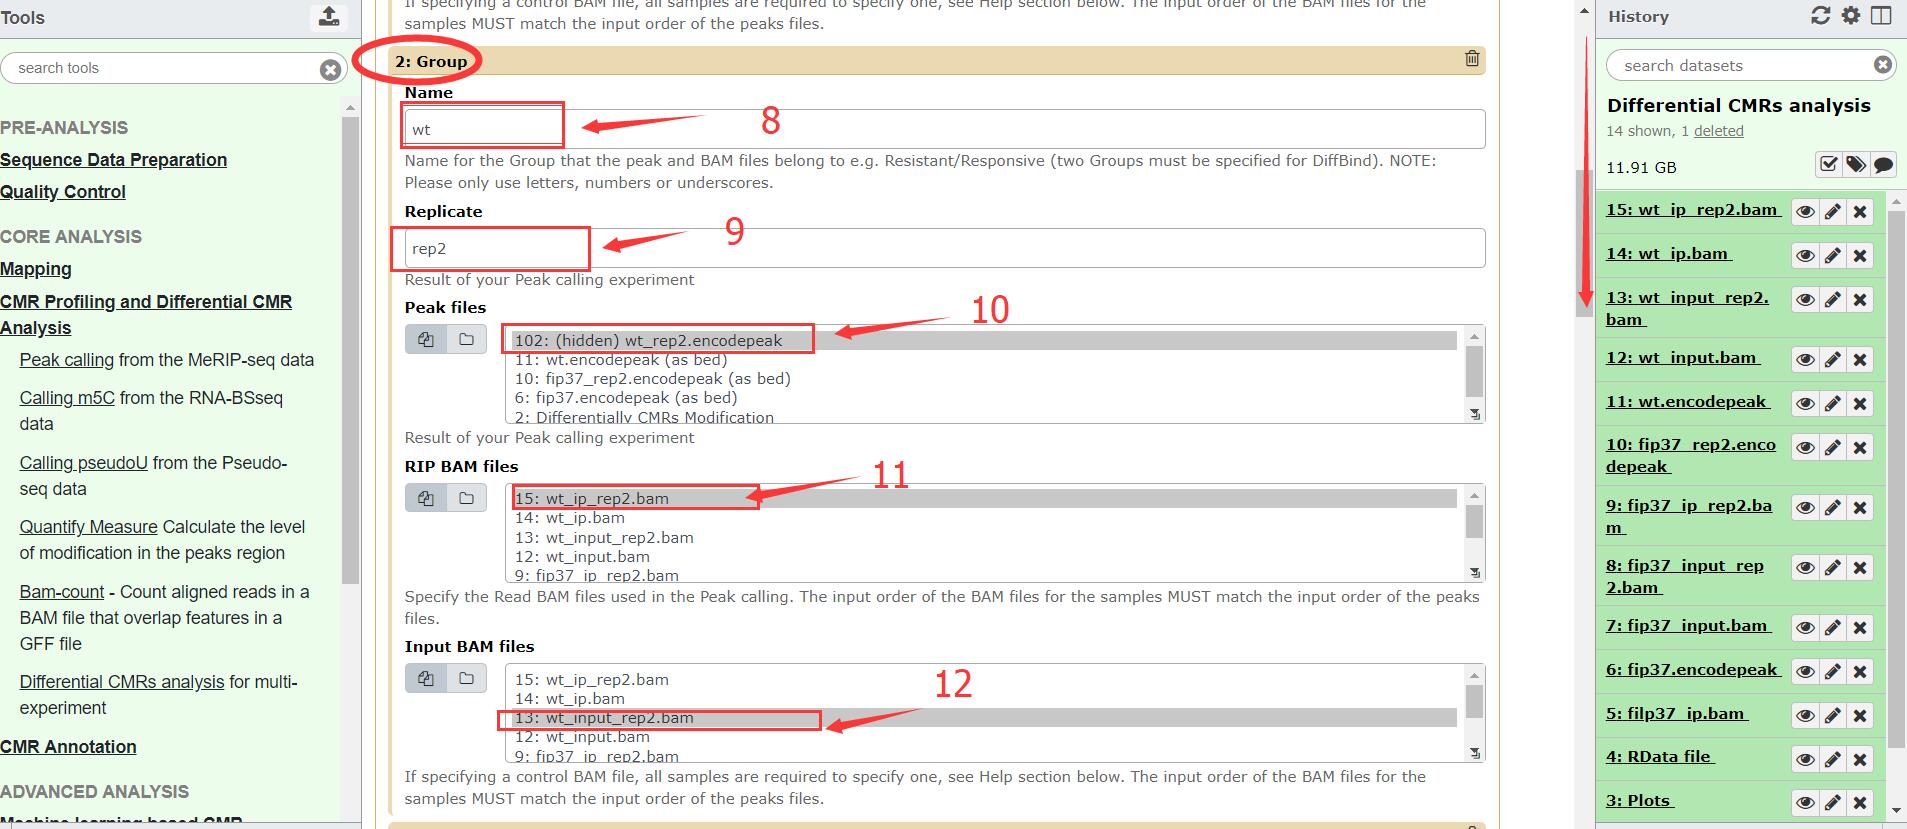 Tools
search tools
PRE-ANALYSIS
Sequence Data Preparation
Quality Control
CORE ANALYSIS
Mapping
CMR Profiling and Differential CMR
Analysis
Peak calling from the MeRIP-seq data
Calling m5C from the RNA-BSseq
data
Calling pseudoU from the Pseudo-
seq data
Quantify Measure Calculate the level
of modification in the peaks region
Bam-count - Count aligned reads in a
BAM file that overlap features in a
GFF file
Differential CMRs analysis for multi-
experiment
CMR Annotation
ADVANCED ANALYSIS
Machine learning based CMR
If specifying a control BAM file, all samples are required to specify one, see Help section below. The input order of the BAM files for the
samples MUST match the input order of the peaks files.
2: Group
Name
wt
8
Name for the Group that the peak and BAM files belong to e.g. Resistant/Responsive (two Groups must be specified for DiffBind). NOTE:
Please only use letters, numbers or underscores.
Replicate
rep2
9
Result of your Peak calling experiment
Peak files
10
102: (hidden) wt_rep2.encodepeak
11: wt.encodepeak (as bed)
10: fip37_rep2.encodepeak (as bed)
6: fip37.encodepeak (as bed)
2: Differentially CMRs Modification
Result of your Peak calling experiment
RIP BAM files
11
15: wt_ip_rep2.bam
14: wt_ip.bam
13: wt_input_rep2.bam
12: wt_input.bam
9: fip37_ip_rep2.bam
Specify the Read BAM files used in the Peak calling. The input order of the BAM files for the samples MUST match the input order of the peaks
files.
Input BAM files
12
15: wt_ip_rep2.bam
14: wt_ip.bam
13: wt_input_rep2.bam
12: wt_input.bam
9: fip37_ip_rep2.bam
If specifying a control BAM file, all samples are required to specify one, see Help section below. The input order of the BAM files for the
samples MUST match the input order of the peaks files.
History
search datasets
Differential CMRs analysis
14 shown, 1 deleted
11.91 GB
15: wt_ip_rep2.bam
14: wt_ip.bam
13: wt_input_rep2.
bam
12: wt_input.bam
11: wt.encodepeak
10: fip37_rep2.enco
depeak
9: fip37_ip_rep2.ba
m
8: fip37_input_rep
2.bam
7: fip37_input.bam
6: fip37.encodepeak
5: filp37_ip.bam
4: RData file
3: Plots